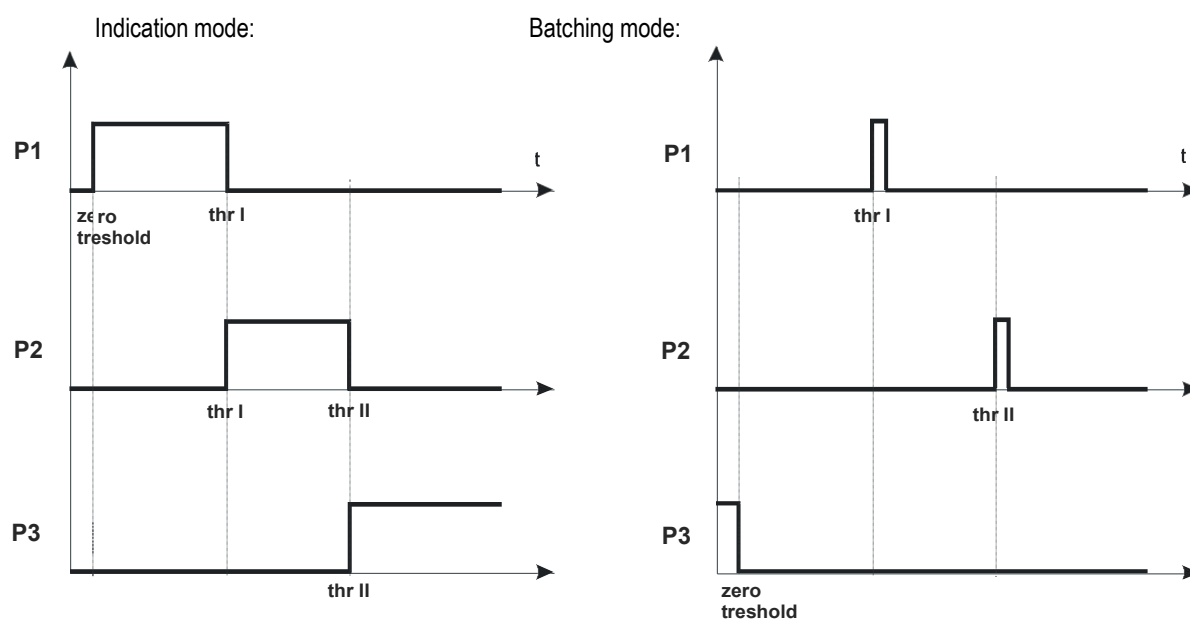 Indication mode:
P1
t
zero
treshold
thr I
P2
thr I
thr II
P3
thr II
Batching mode:
P1
t
thr I
P2
thr II
P3
zero
treshold